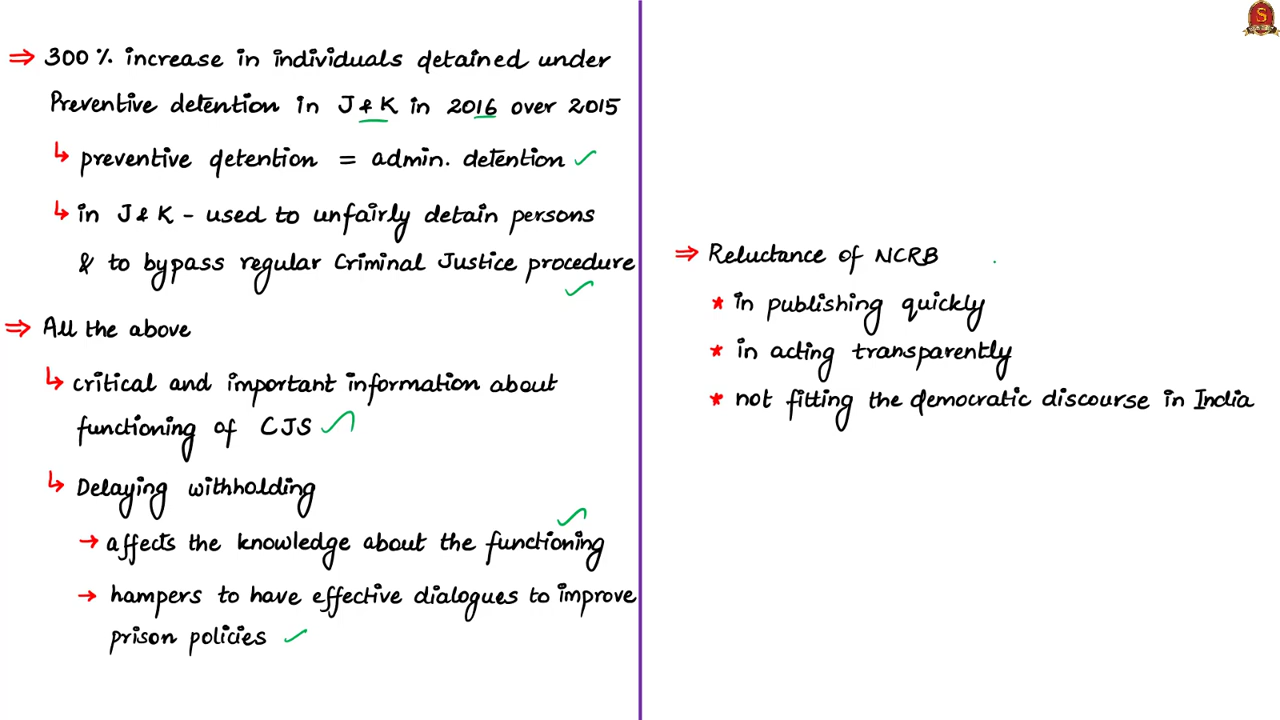 ⇒ 300 % increase in individuals detained under
Preventive detention in J & K in 2016 over 2015
↳ preventive detention = admin. detention ✓
↳ in J & K - used to unfairly detain persons
& to bypass regular Criminal Justice procedure ✓
⇒ All the above
↳ critical and important information about
functioning of CJS ✓
↳ Delaying withholding
→ affects the knowledge about the functioning ✓
→ hampers to have effective dialogues to improve
prison policies ✓
⇒ Reluctance of NCRB
* in publishing quickly
* in acting transparently
* not fitting the democratic discourse in India
S